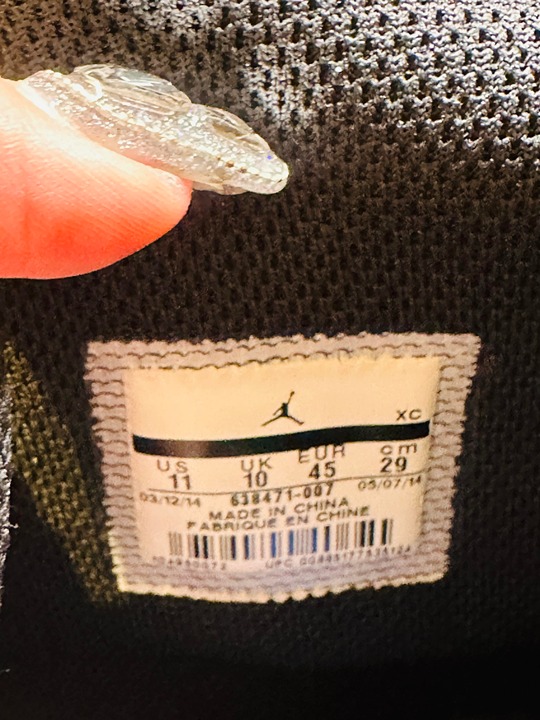 XC
US UK EUR cm
11 10 45 29
03/12/14 638471-007 05/07/14
MADE IN CHINA
FABRIQUE EN CHINE
UPC